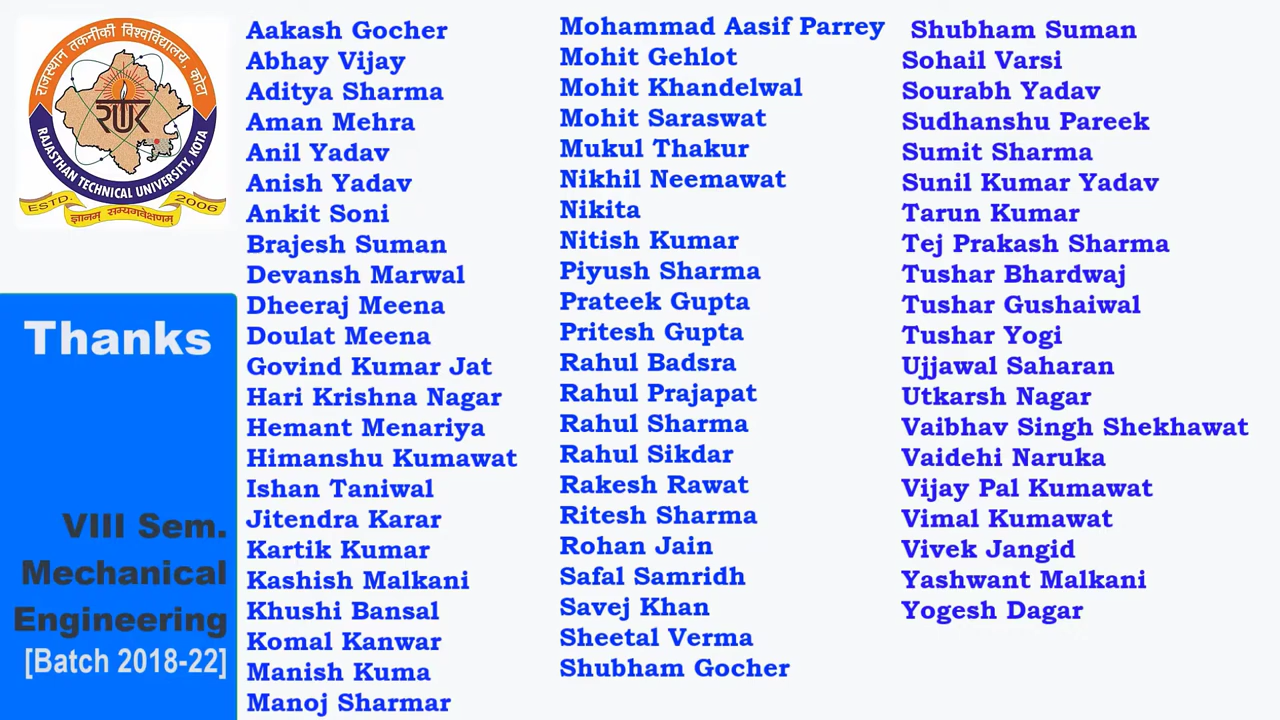 राजस्थान तकनीकी विश्वविद्यालय, कोटा
RTUK
RAJASTHAN TECHNICAL UNIVERSITY, KOTA
ESTD. 2006
ज्ञानम् सम्यगवेक्षणम्
Thanks
VIII Sem.
Mechanical
Engineering
[Batch 2018-22]
Aakash Gocher
Abhay Vijay
Aditya Sharma
Aman Mehra
Anil Yadav
Anish Yadav
Ankit Soni
Brajesh Suman
Devansh Marwal
Dheeraj Meena
Doulat Meena
Govind Kumar Jat
Hari Krishna Nagar
Hemant Menariya
Himanshu Kumawat
Ishan Taniwal
Jitendra Karar
Kartik Kumar
Kashish Malkani
Khushi Bansal
Komal Kanwar
Manish Kuma
Manoj Sharmar
Mohammad Aasif Parrey
Mohit Gehlot
Mohit Khandelwal
Mohit Saraswat
Mukul Thakur
Nikhil Neemawat
Nikita
Nitish Kumar
Piyush Sharma
Prateek Gupta
Pritesh Gupta
Rahul Badsra
Rahul Prajapat
Rahul Sharma
Rahul Sikdar
Rakesh Rawat
Ritesh Sharma
Rohan Jain
Safal Samridh
Savej Khan
Sheetal Verma
Shubham Gocher
Shubham Suman
Sohail Varsi
Sourabh Yadav
Sudhanshu Pareek
Sumit Sharma
Sunil Kumar Yadav
Tarun Kumar
Tej Prakash Sharma
Tushar Bhardwaj
Tushar Gushaiwal
Tushar Yogi
Ujjawal Saharan
Utkarsh Nagar
Vaibhav Singh Shekhawat
Vaidehi Naruka
Vijay Pal Kumawat
Vimal Kumawat
Vivek Jangid
Yashwant Malkani
Yogesh Dagar